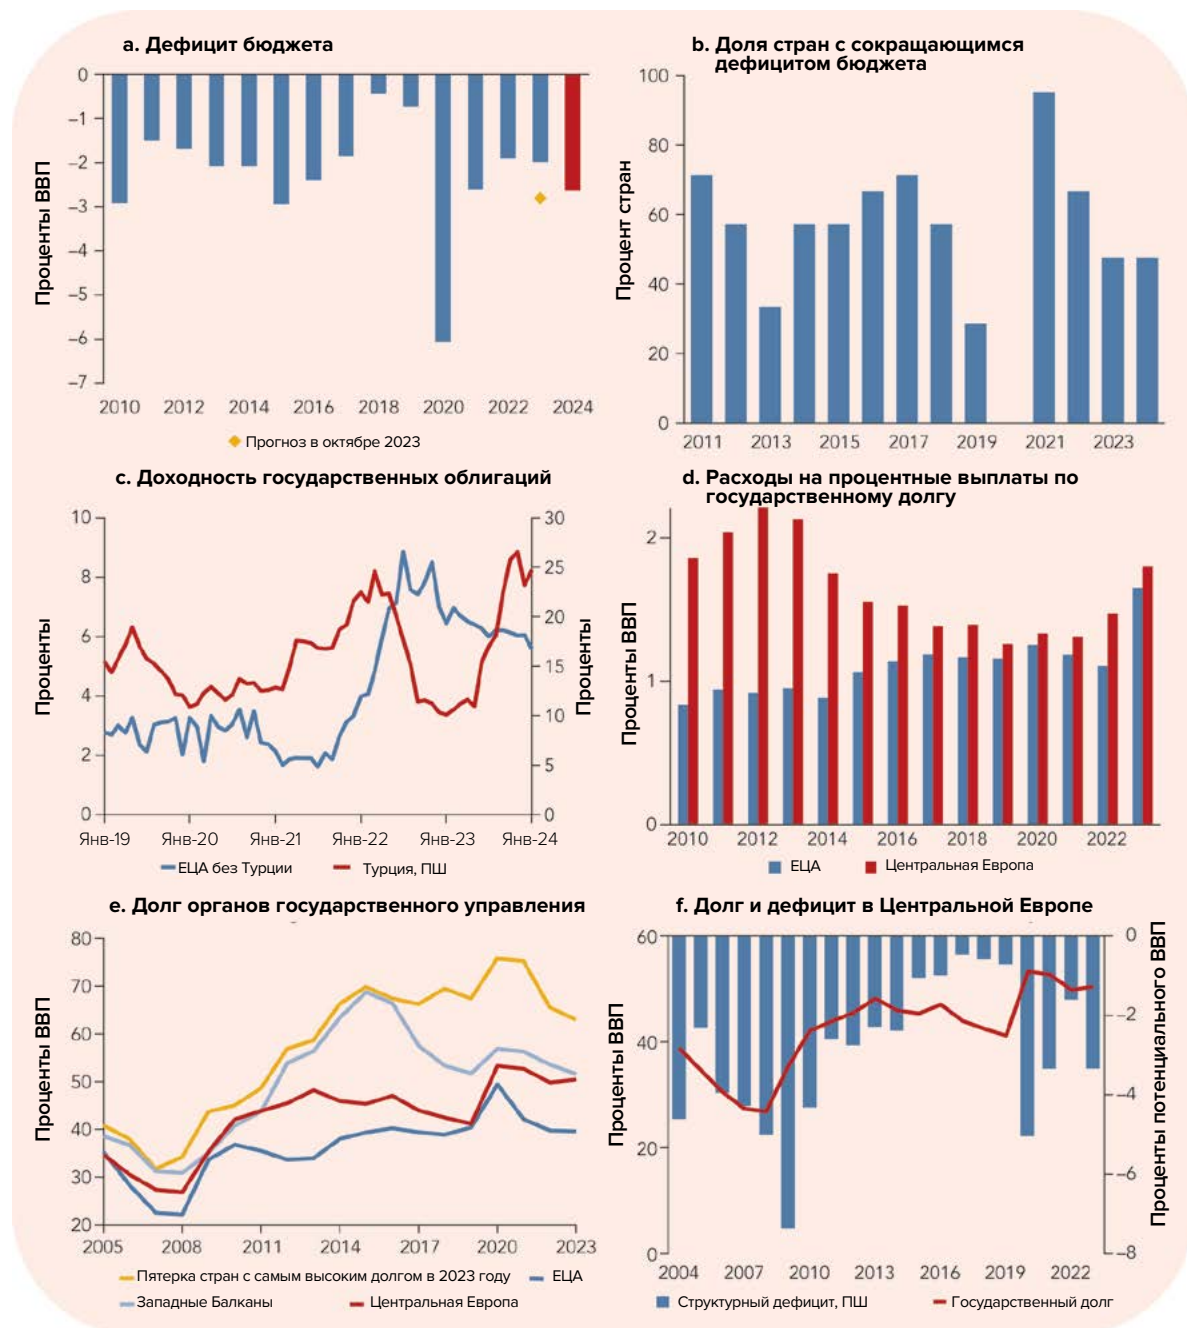 a. Дефицит бюджета
Проценты ВВП
0
–1
–2
–3
–4
–5
–6
–7
2010 2012 2014 2016 2018 2020 2022 2024
Прогноз в октябре 2023
b. Доля стран с сокращающимся
дефицитом бюджета
Процент стран
100
80
60
40
20
0
2011 2013 2015 2017 2019 2021 2023
c. Доходность государственных облигаций
Проценты
10
8
6
4
2
0
30
25
20
15
10
5
0
Проценты
Янв-19 Янв-20 Янв-21 Янв-22 Янв-23 Янв-24
ЕЦА без Турции Турция, ПШ
d. Расходы на процентные выплаты по
государственному долгу
Проценты ВВП
2
1
0
2010 2012 2014 2016 2018 2020 2022
ЕЦА Центральная Европа
e. Долг органов государственного управления
Проценты ВВП
80
70
60
50
40
30
20
2005 2008 2011 2014 2017 2020 2023
Пятерка стран с самым высоким долгом в 2023 году ЕЦА
Западные Балканы Центральная Европа
f. Долг и дефицит в Центральной Европе
Проценты ВВП
60
40
20
0
0
–2
–4
–6
–8
Проценты потенциального ВВП
2004 2007 2010 2013 2016 2019 2022
Структурный дефицит, ПШ Государственный долг